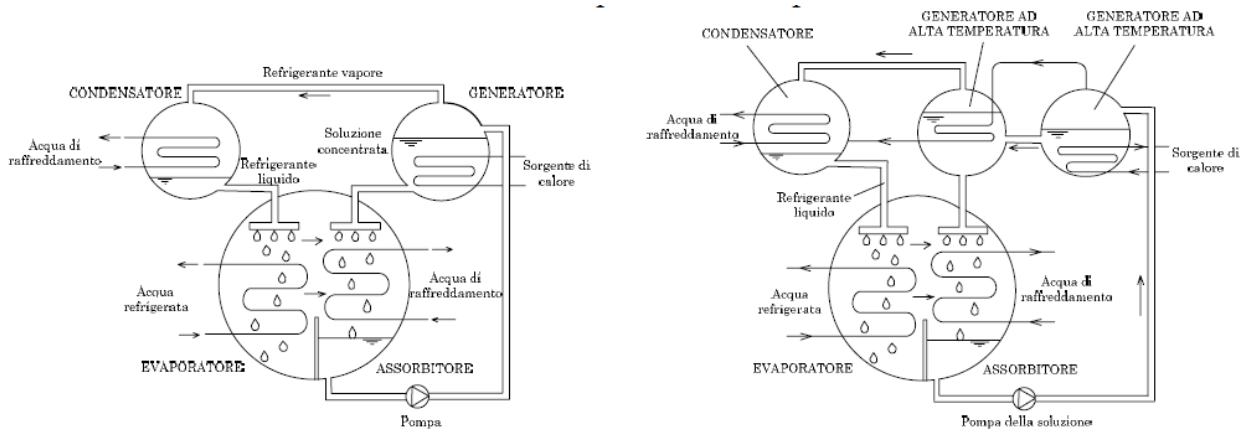 Refrigerante vapore
CONDENSATORE
GENERATORE
Acqua di
raffreddamento
Soluzione
concentrata
Refrigerante
liquido
Sorgente di
calore
Acqua
refrigerata
Acqua di
raffreddamento
EVAPORATORE
ASSORBITORE
Pompa
CONDENSATORE
GENERATORE AD
ALTA TEMPERATURA
GENERATORE AD
ALTA TEMPERATURA
Acqua di
raffreddamento
Sorgente di
calore
Refrigerante
liquido
Acqua
refrigerata
Acqua di
raffreddamento
EVAPORATORE
ASSORBITORE
Pompa della soluzione